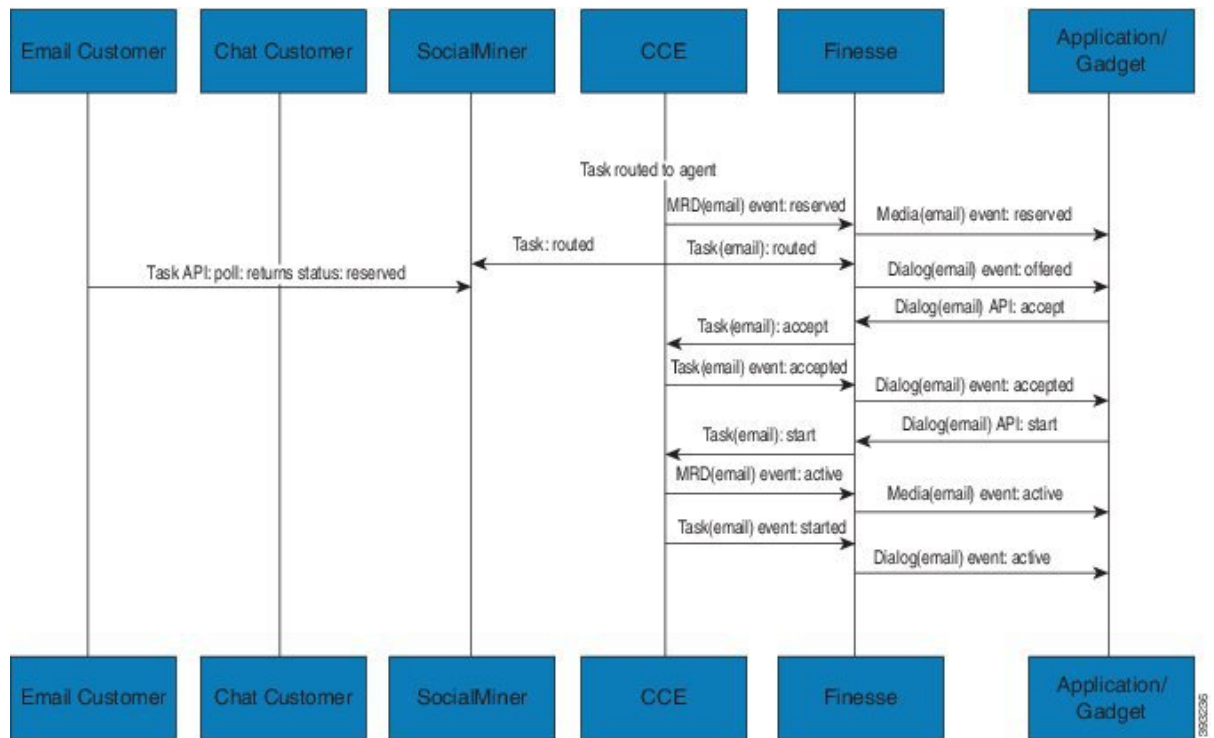 Email Customer
Chat Customer
SocialMiner
CCE
Finesse
Application/
Gadget
Task routed to agent
MRD(email) event: reserved
Media(email) event: reserved
Task: routed
Task(email): routed
Task API: poll: returns status: reserved
Dialog(email) event: offered
Dialog(email) API: accept
Task(email): accept
Task(email) event: accepted
Dialog(email) event: accepted
Dialog(email) API: start
Task(email): start
MRD(email) event: active
Media(email) event: active
Task(email) event: started
Dialog(email) event: active
Email Customer
Chat Customer
SocialMiner
CCE
Finesse
Application/
Gadget
393236